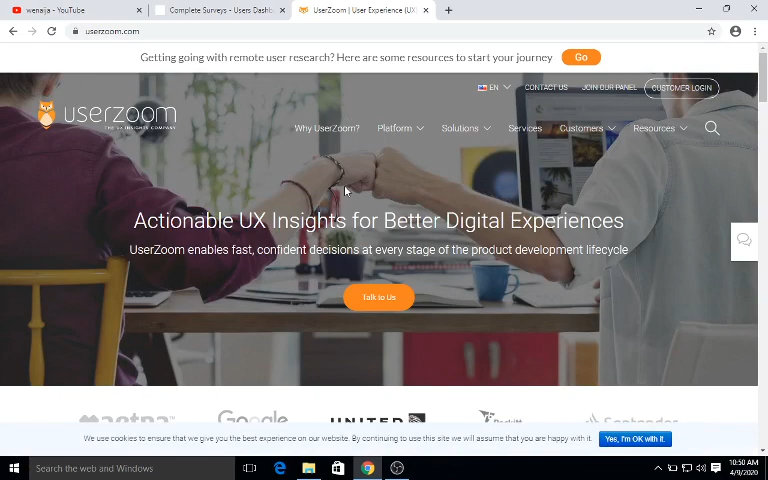 wenaija - YouTube
Complete Surveys - Users Dashb
UserZoom | User Experience (UX)
userzoom.com
Getting going with remote user research? Here are some resources to start your journey Go
EN CONTACT US JOIN OUR PANEL CUSTOMER LOGIN
userzoom
THE UX INSIGHTS COMPANY
Why UserZoom? Platform Solutions Services Customers Resources
Actionable UX Insights for Better Digital Experiences
UserZoom enables fast, confident decisions at every stage of the product development lifecycle
Talk to Us
aetna Google UNITED Santander
We use cookies to ensure that we give you the best experience on our website. By continuing to use this site we will assume that you are happy with it. Yes, I'm OK with it.
Search the web and Windows
10:50 AM
4/9/2020